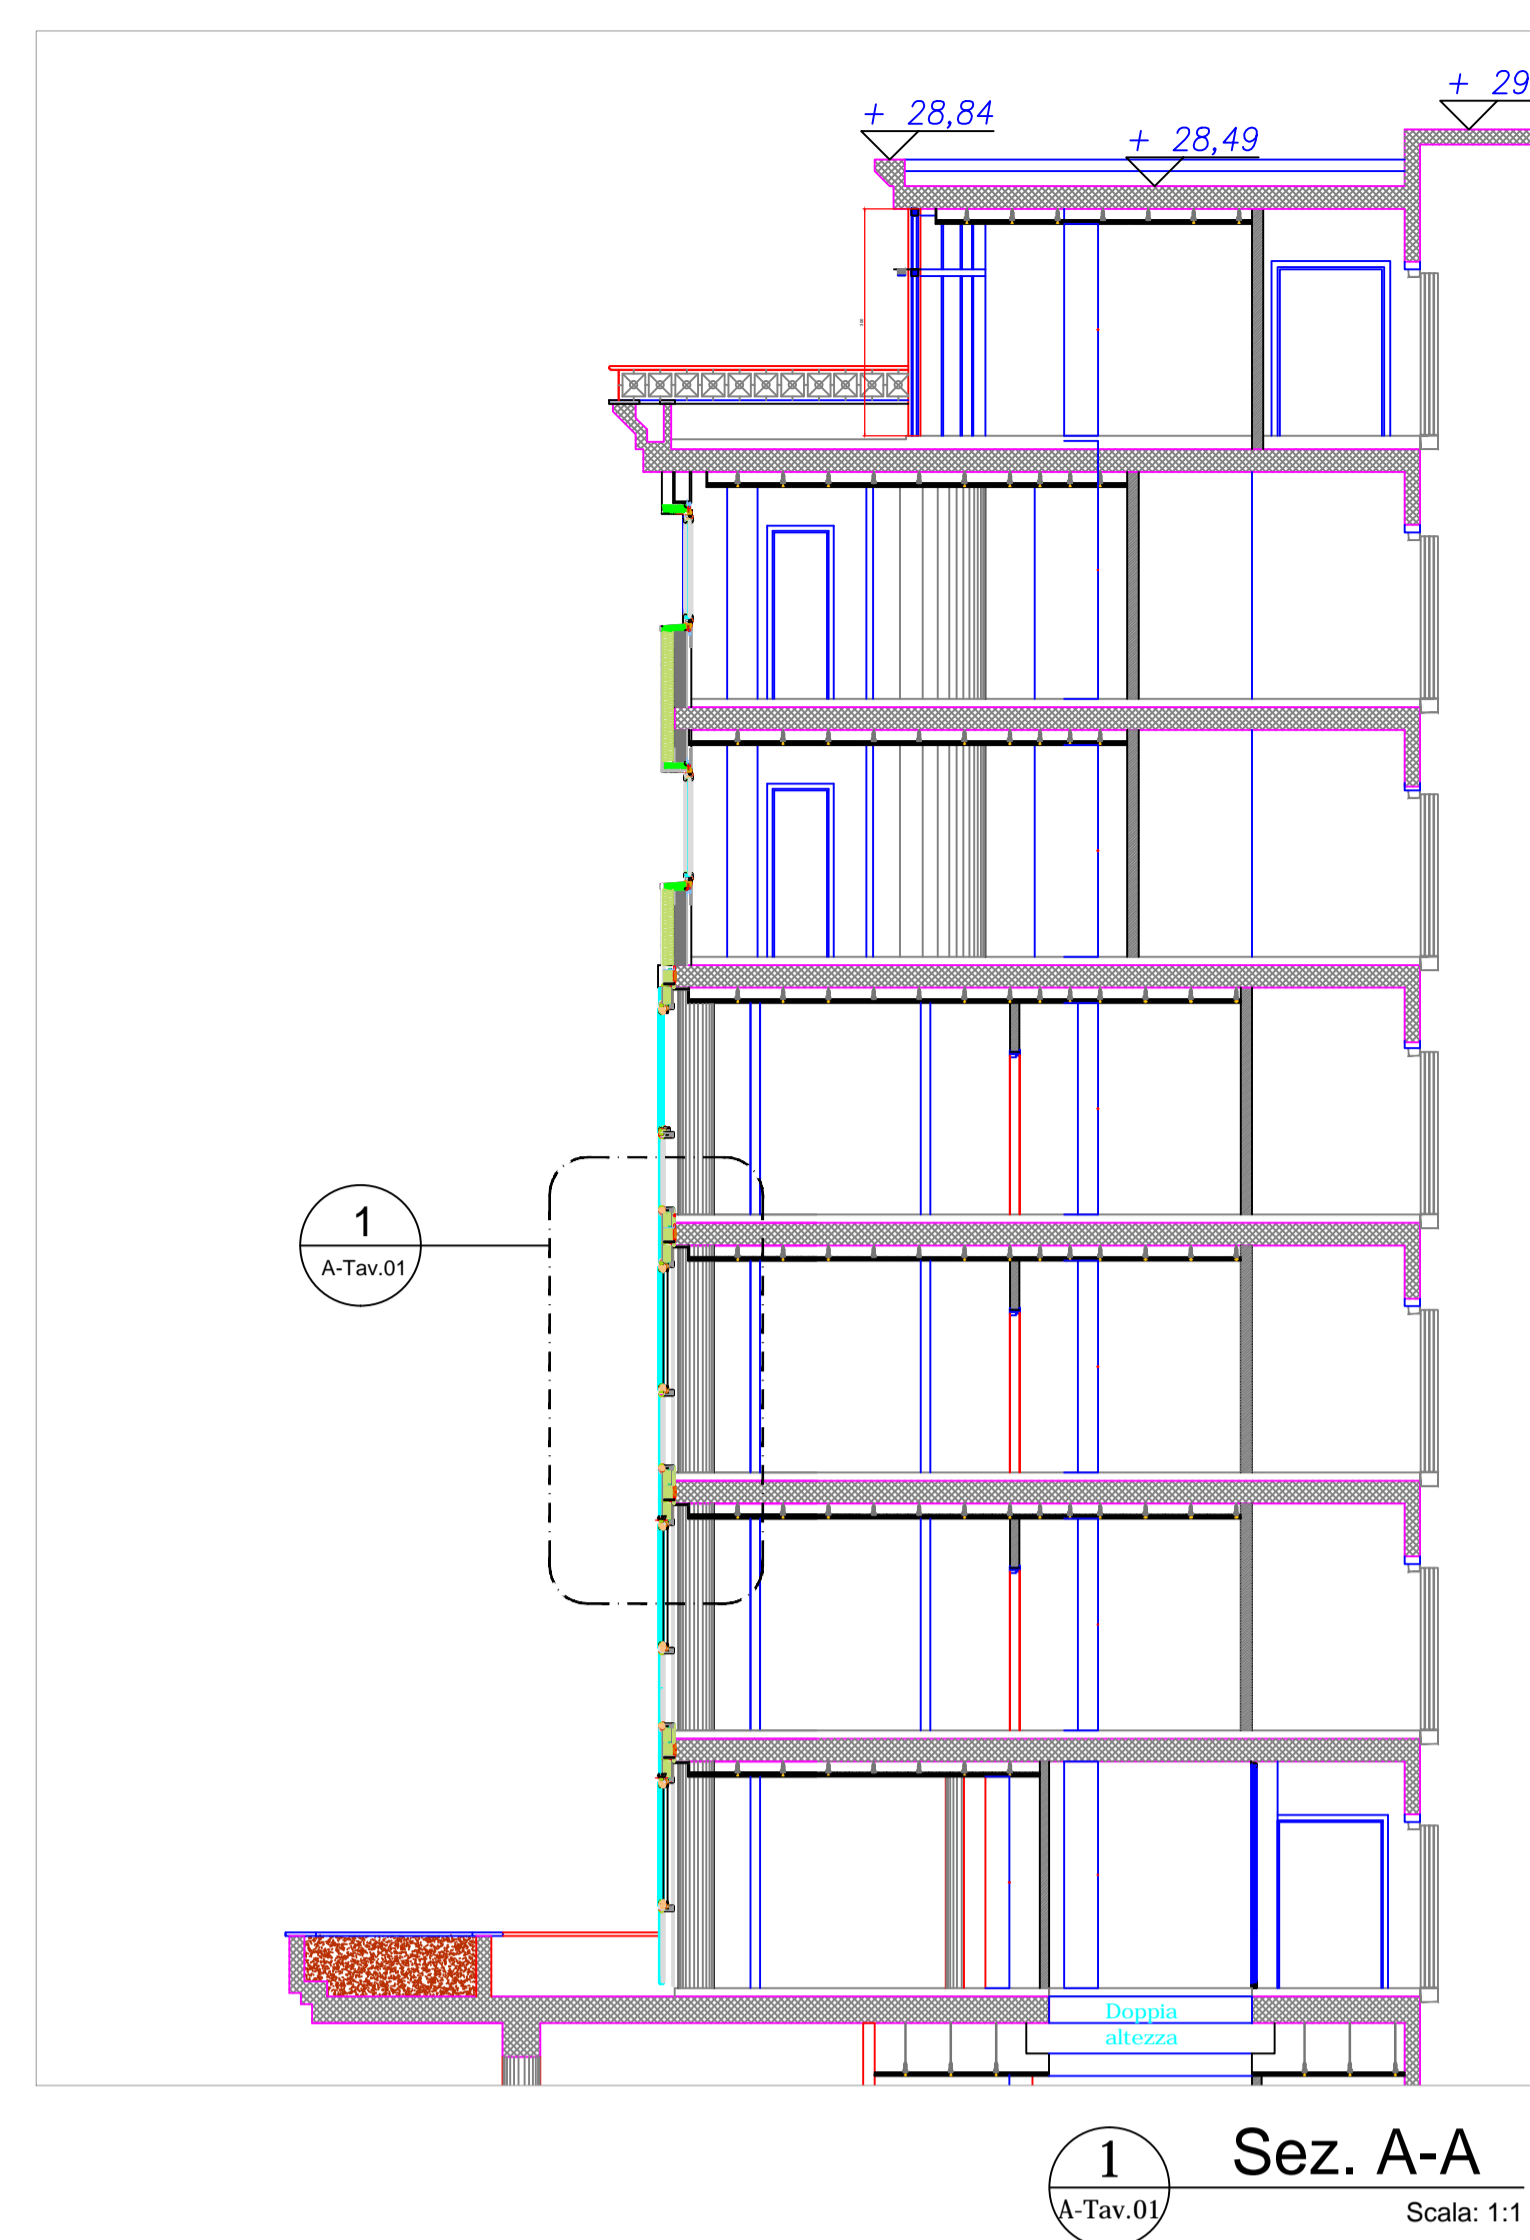 + 29
+ 28,84
+ 28,49
1
A-Tav.01
Doppia
altezza
1
A-Tav.01
Sez. A-A
Scala: 1:1